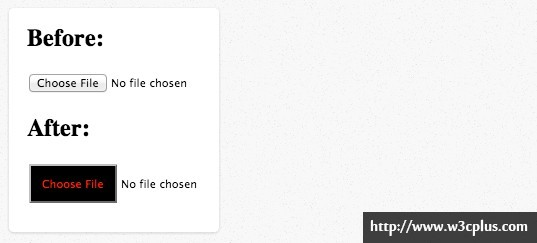 Before:
Choose File No file chosen
After:
Choose File No file chosen
http://www.w3cplus.com